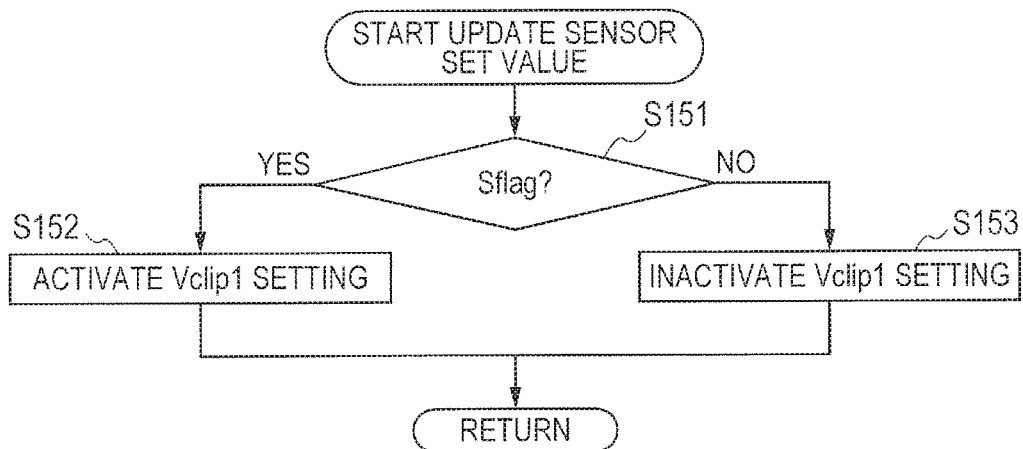 START UPDATE SENSOR
SET VALUE
S151
YES
Sflag?
NO
S152
S153
ACTIVATE Vclip1 SETTING
INACTIVATE Vclip1 SETTING
RETURN